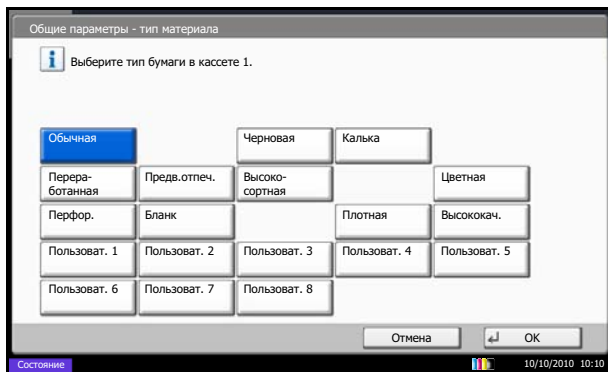 Общие параметры - тип материала
Выберите тип бумаги в кассете 1.
Обычная
Черновая
Калька
Перера-
ботанная
Предв.отпеч.
Высоко-
сортная
Цветная
Перфор.
Бланк
Плотная
Высококач.
Пользоват. 1
Пользоват. 2
Пользоват. 3
Пользоват. 4
Пользоват. 5
Пользоват. 6
Пользоват. 7
Пользоват. 8
Отмена
OK
Состояние
10/10/2010 10:10